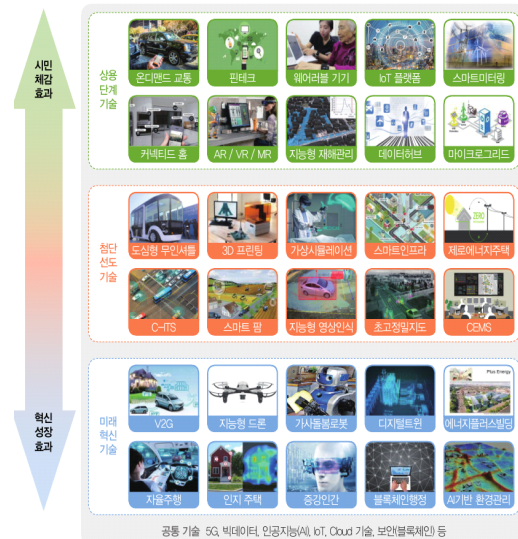 시민
체감
효과
상용
단계
기술
온디맨드 교통
핀테크
웨어러블 기기
IoT 플랫폼
스마트미터링
커넥티드 홈
AR / VR / MR
지능형 재해관리
데이터허브
마이크로그리드
첨단
선도
기술
도심형 무인셔틀
3D 프린팅
가상시뮬레이션
스마트인프라
제로에너지주택
C-ITS
스마트 팜
지능형 영상인식
초고정밀지도
CEMS
혁신
성장
효과
미래
혁신
기술
V2G
지능형 드론
가사돌봄로봇
디지털트윈
Plus Energy
에너지플러스빌딩
자율주행
인지 주택
증강인간
블록체인행정
AI기반 환경관리
공통 기술 5G, 빅데이터, 인공지능(AI), IoT, Cloud 기술, 보안(블록체인) 등